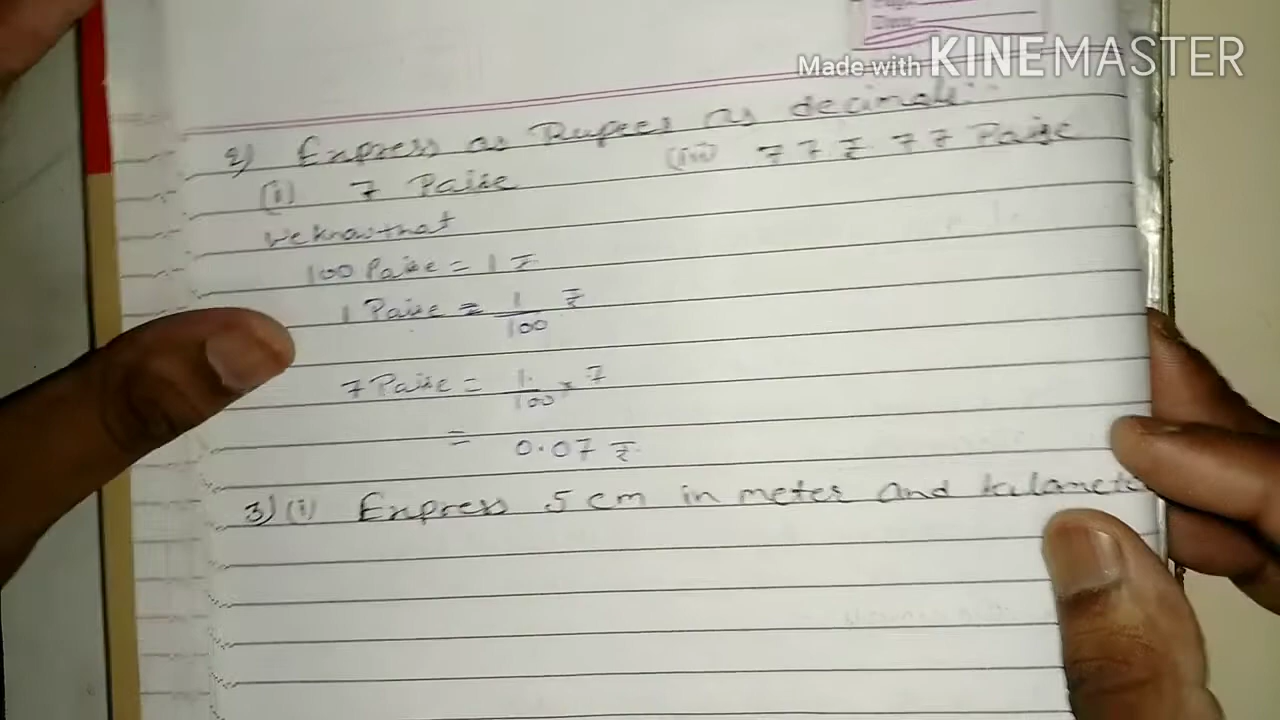 Made with KINEMASTER
Date
2) Express as Rupees as decimals:-
(i) 7 Paise (iii) 77 ₹ 77 Paise
we know that
100 Paise = 1 ₹
1 Paise = 1/100 ₹
7 Paise = 1/100 × 7
= 0.07 ₹
3) (i) Express 5 cm in meter and kilomete